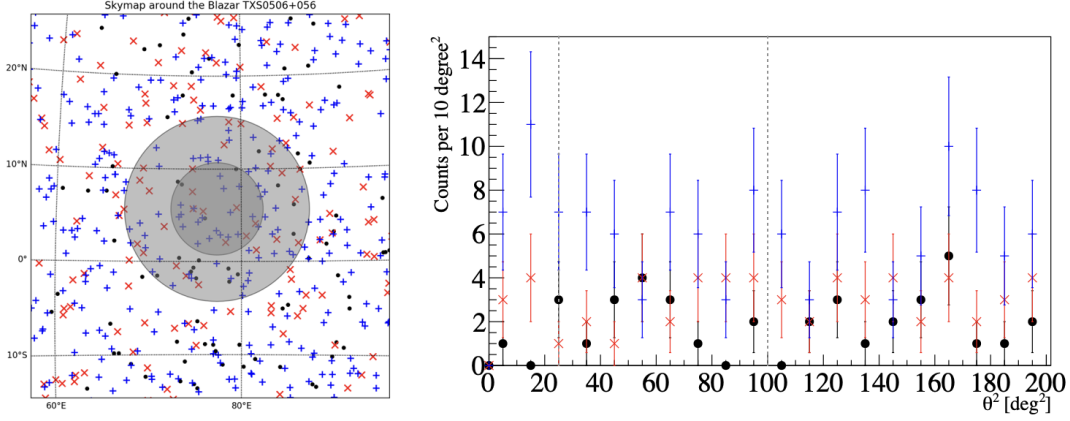 Skymap around the Blazar TXS0506+056
20°N
10°N
0°
10°S
60°E
80°E
Counts per 10 degree²
14
12
10
8
6
4
2
0
0 20 40 60 80 100 120 140 160 180 200
θ² [deg²]